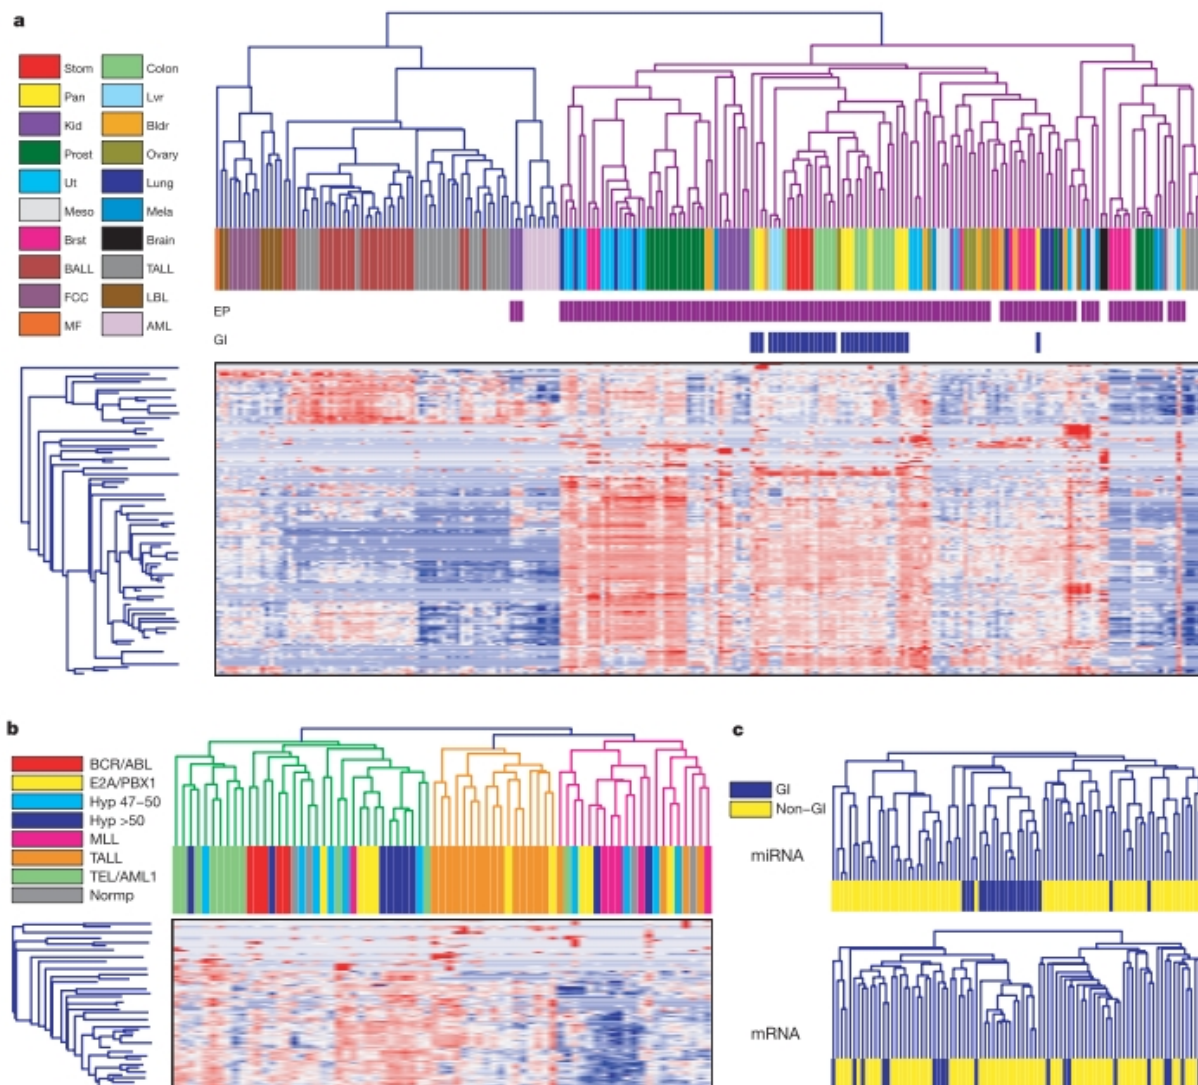 a
Stom Colon
Pan Lvr
Kid Bldr
Prost Ovary
Ut Lung
Meso Mela
Brst Brain
BALL TALL
FCC LBL
MF AML
EP
GI
b
BCR/ABL
E2A/PBX1
Hyp 47–50
Hyp >50
MLL
TALL
TEL/AML1
Normp
c
GI
Non-GI
miRNA
mRNA